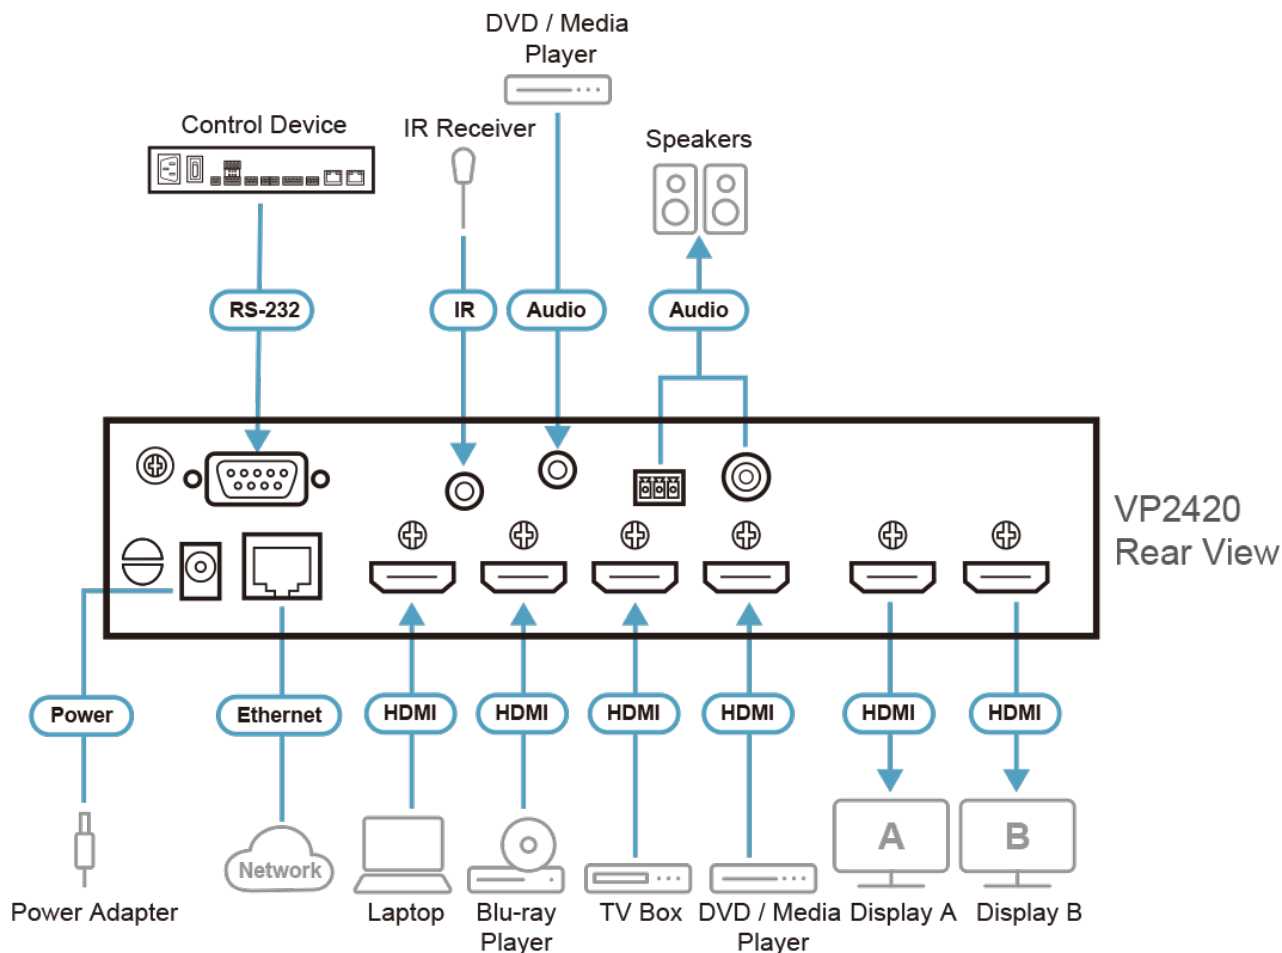 DVD / Media
Player
Control Device
IR Receiver
Speakers
RS-232
IR
Audio
Audio
VP2420
Rear View
Power
Ethernet
HDMI
HDMI
HDMI
HDMI
HDMI
HDMI
A
B
Network
Power Adapter
Laptop
Blu-ray
Player
TV Box
DVD / Media
Player
Display A
Display B